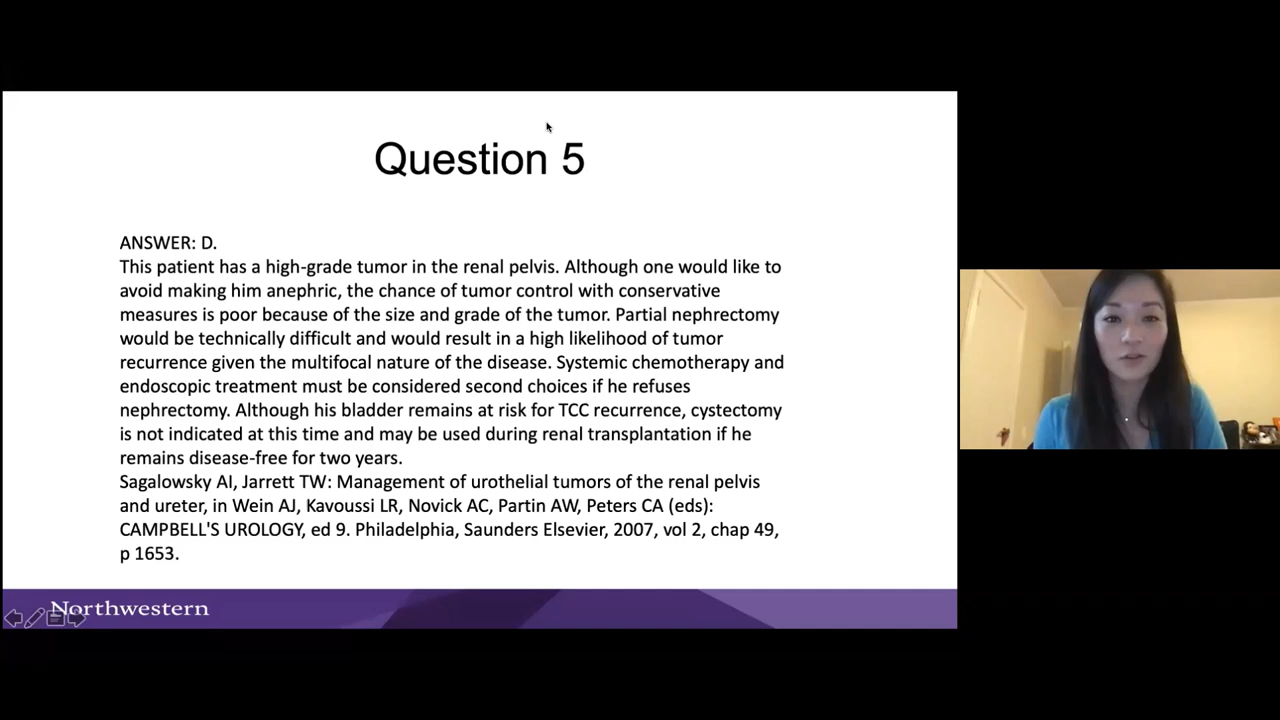 Question 5
ANSWER: D.
This patient has a high-grade tumor in the renal pelvis. Although one would like to
avoid making him anephric, the chance of tumor control with conservative
measures is poor because of the size and grade of the tumor. Partial nephrectomy
would be technically difficult and would result in a high likelihood of tumor
recurrence given the multifocal nature of the disease. Systemic chemotherapy and
endoscopic treatment must be considered second choices if he refuses
nephrectomy. Although his bladder remains at risk for TCC recurrence, cystectomy
is not indicated at this time and may be used during renal transplantation if he
remains disease-free for two years.
Sagalowsky AI, Jarrett TW: Management of urothelial tumors of the renal pelvis
and ureter, in Wein AJ, Kavoussi LR, Novick AC, Partin AW, Peters CA (eds):
CAMPBELL'S UROLOGY, ed 9. Philadelphia, Saunders Elsevier, 2007, vol 2, chap 49,
p 1653.
Northwestern